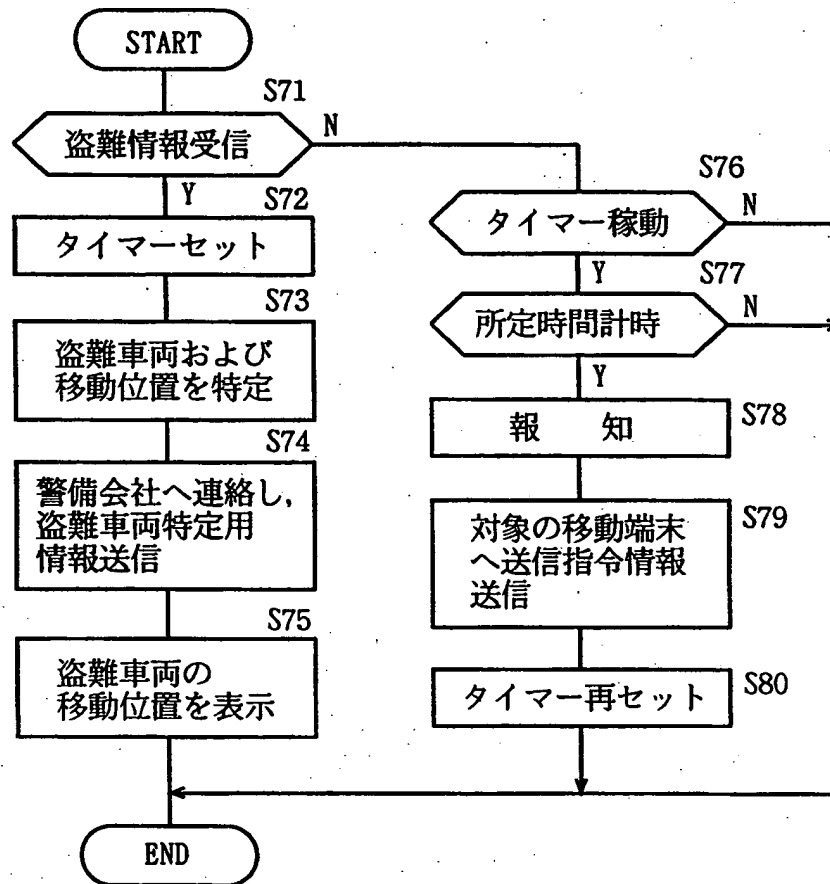 START
S71
盗難情報受信
N
Y
S72
タイマーセット
S73
盗難車両および
移動位置を特定
S74
警備会社へ連絡し,
盗難車両特定用
情報送信
S75
盗難車両の
移動位置を表示
END
S76
タイマー稼動
N
Y
S77
所定時間計時
N
Y
報 知
S78
対象の移動端末
へ送信指令情報
送信
S79
タイマー再セット
S80